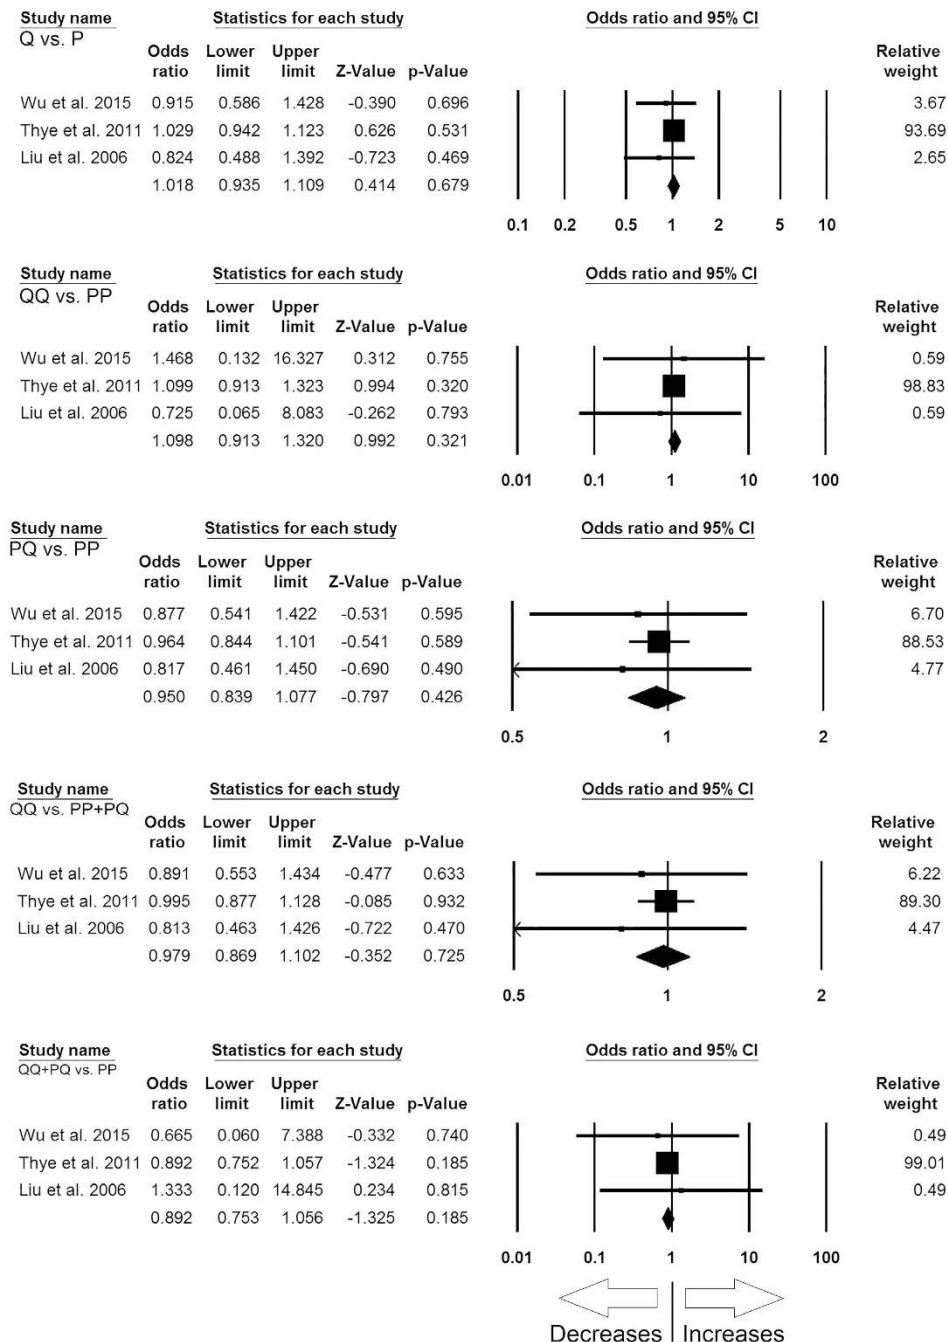 Study name Statistics for each study Odds ratio and 95% CI
Q vs. P
Odds Lower Upper Relative
ratio limit limit Z-Value p-Value weight
Wu et al. 2015 0.915 0.586 1.428 -0.390 0.696 3.67
Thye et al. 2011 1.029 0.942 1.123 0.626 0.531 93.69
Liu et al. 2006 0.824 0.488 1.392 -0.723 0.469 2.65
1.018 0.935 1.109 0.414 0.679
0.1 0.2 0.5 1 2 5 10
Study name Statistics for each study Odds ratio and 95% CI
QQ vs. PP
Odds Lower Upper Relative
ratio limit limit Z-Value p-Value weight
Wu et al. 2015 1.468 0.132 16.327 0.312 0.755 0.59
Thye et al. 2011 1.099 0.913 1.323 0.994 0.320 98.83
Liu et al. 2006 0.725 0.065 8.083 -0.262 0.793 0.59
1.098 0.913 1.320 0.992 0.321
0.01 0.1 1 10 100
Study name Statistics for each study Odds ratio and 95% CI
PQ vs. PP
Odds Lower Upper Relative
ratio limit limit Z-Value p-Value weight
Wu et al. 2015 0.877 0.541 1.422 -0.531 0.595 6.70
Thye et al. 2011 0.964 0.844 1.101 -0.541 0.589 88.53
Liu et al. 2006 0.817 0.461 1.450 -0.690 0.490 4.77
0.950 0.839 1.077 -0.797 0.426
0.5 1 2
Study name Statistics for each study Odds ratio and 95% CI
QQ vs. PP+PQ
Odds Lower Upper Relative
ratio limit limit Z-Value p-Value weight
Wu et al. 2015 0.891 0.553 1.434 -0.477 0.633 6.22
Thye et al. 2011 0.995 0.877 1.128 -0.085 0.932 89.30
Liu et al. 2006 0.813 0.463 1.426 -0.722 0.470 4.47
0.979 0.869 1.102 -0.352 0.725
0.5 1 2
Study name Statistics for each study Odds ratio and 95% CI
QQ+PQ vs. PP
Odds Lower Upper Relative
ratio limit limit Z-Value p-Value weight
Wu et al. 2015 0.665 0.060 7.388 -0.332 0.740 0.49
Thye et al. 2011 0.892 0.752 1.057 -1.324 0.185 99.01
Liu et al. 2006 1.333 0.120 14.845 0.234 0.815 0.49
0.892 0.753 1.056 -1.325 0.185
0.01 0.1 1 10 100
Decreases Increases